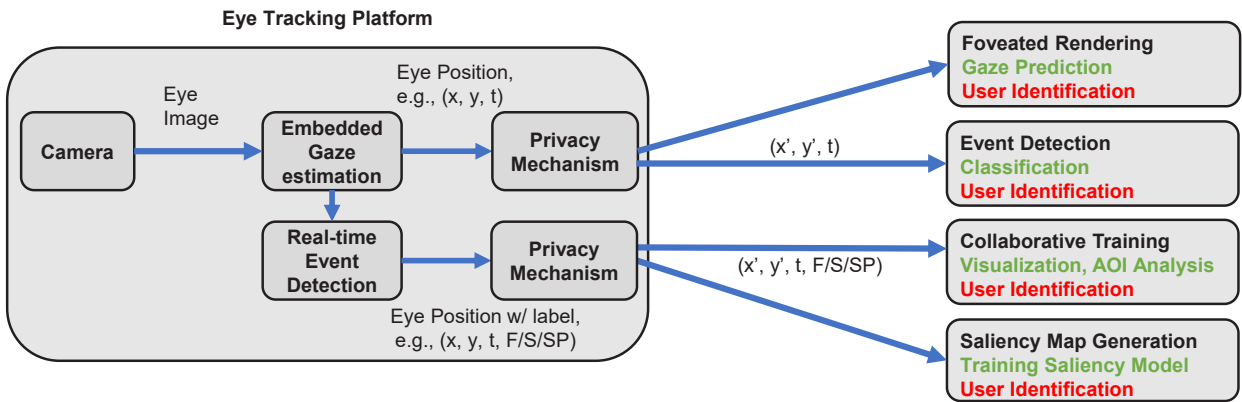 Eye Tracking Platform
Camera
Eye
Image
Embedded
Gaze
estimation
Eye Position,
e.g., (x, y, t)
Privacy
Mechanism
Real-time
Event
Detection
Eye Position w/ label,
e.g., (x, y, t, F/S/SP)
Privacy
Mechanism
(x’, y’, t)
(x’, y’, t, F/S/SP)
Foveated Rendering
Gaze Prediction
User Identification
Event Detection
Classification
User Identification
Collaborative Training
Visualization, AOI Analysis
User Identification
Saliency Map Generation
Training Saliency Model
User Identification